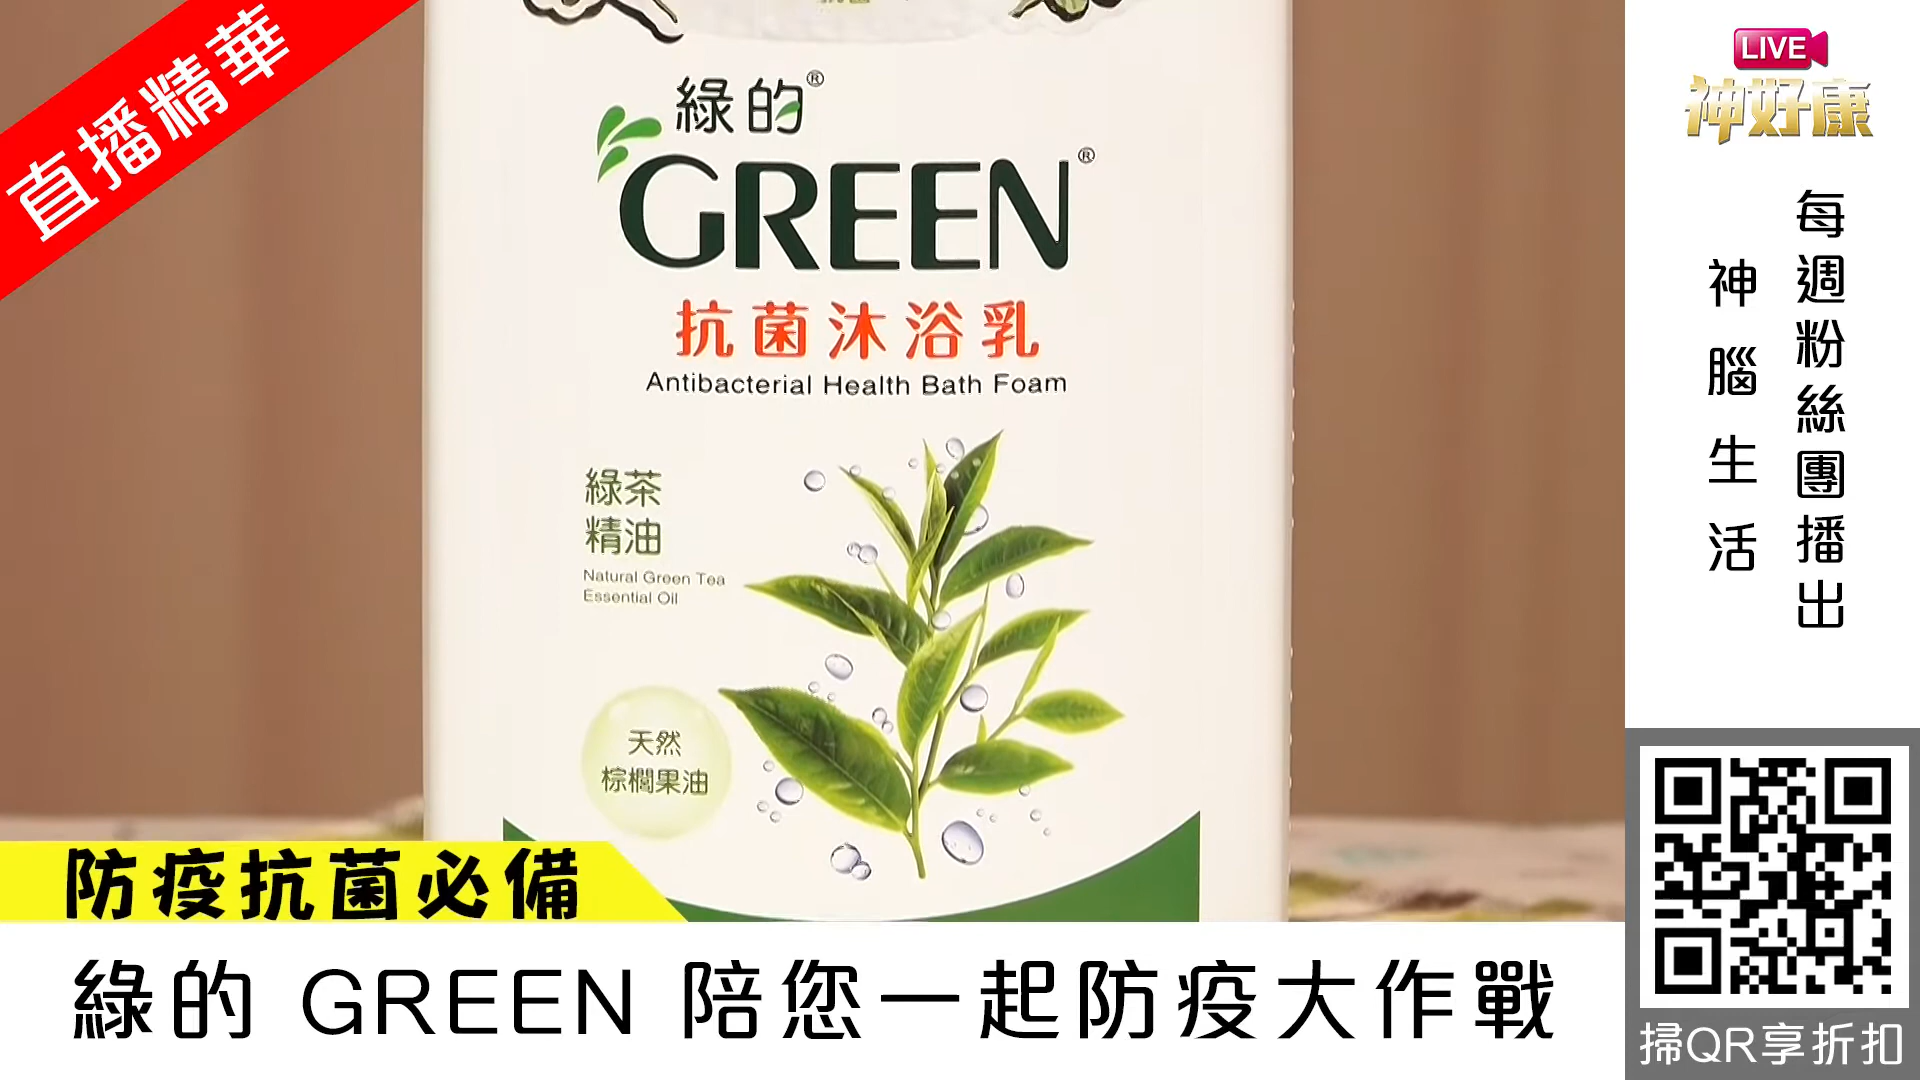 直播精華
綠的®
GREEN®
抗菌沐浴乳
Antibacterial Health Bath Foam
綠茶
精油
Natural Green Tea
Essential Oil
天然
棕櫚果油
防疫抗菌必備
綠的 GREEN 陪您一起防疫大作戰
LIVE
神好康
每週粉絲團播出
神腦生活
掃QR享折扣